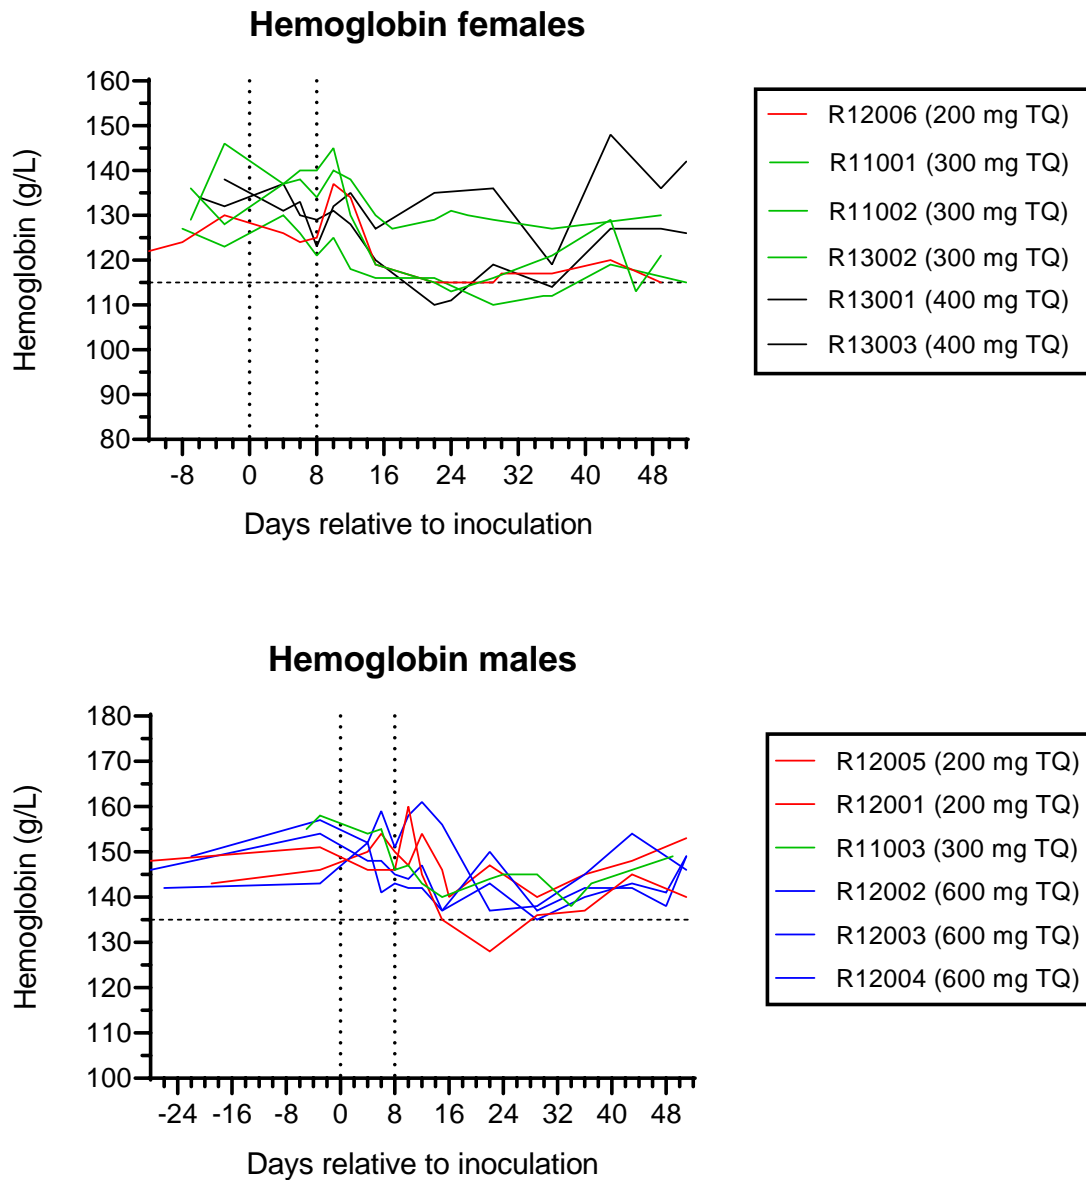 Hemoglobin females
Hemoglobin (g/L)
160
150
140
130
120
110
100
90
80
-8 0 8 16 24 32 40 48
Days relative to inoculation
R12006 (200 mg TQ)
R11001 (300 mg TQ)
R11002 (300 mg TQ)
R13002 (300 mg TQ)
R13001 (400 mg TQ)
R13003 (400 mg TQ)
Hemoglobin males
Hemoglobin (g/L)
180
170
160
150
140
130
120
110
100
-24 -16 -8 0 8 16 24 32 40 48
Days relative to inoculation
R12005 (200 mg TQ)
R12001 (200 mg TQ)
R11003 (300 mg TQ)
R12002 (600 mg TQ)
R12003 (600 mg TQ)
R12004 (600 mg TQ)